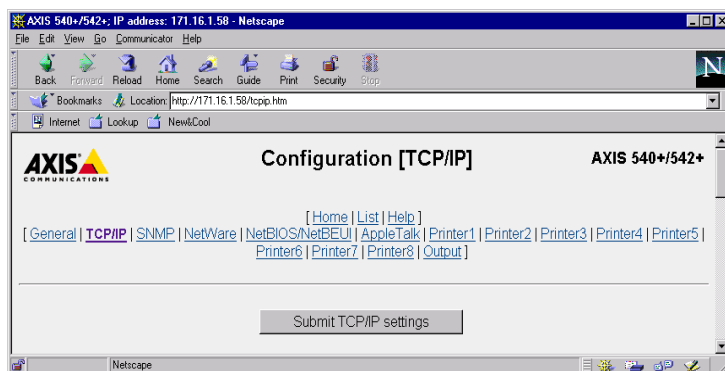 AXIS 540+/542+; IP address: 171.16.1.58 - Netscape
File Edit View Go Communicator Help
Back Forward Reload Home Search Guide Print Security Stop
N
Bookmarks Location: http://171.16.1.58/tcpip.htm
Internet Lookup New&Cool
AXIS COMMUNICATIONS
Configuration [TCP/IP]
AXIS 540+/542+
[ Home | List | Help ]
[ General | TCP/IP | SNMP | NetWare | NetBIOS/NetBEUI | AppleTalk | Printer1 | Printer2 | Printer3 | Printer4 | Printer5 |
Printer6 | Printer7 | Printer8 | Output ]
Submit TCP/IP settings
Netscape